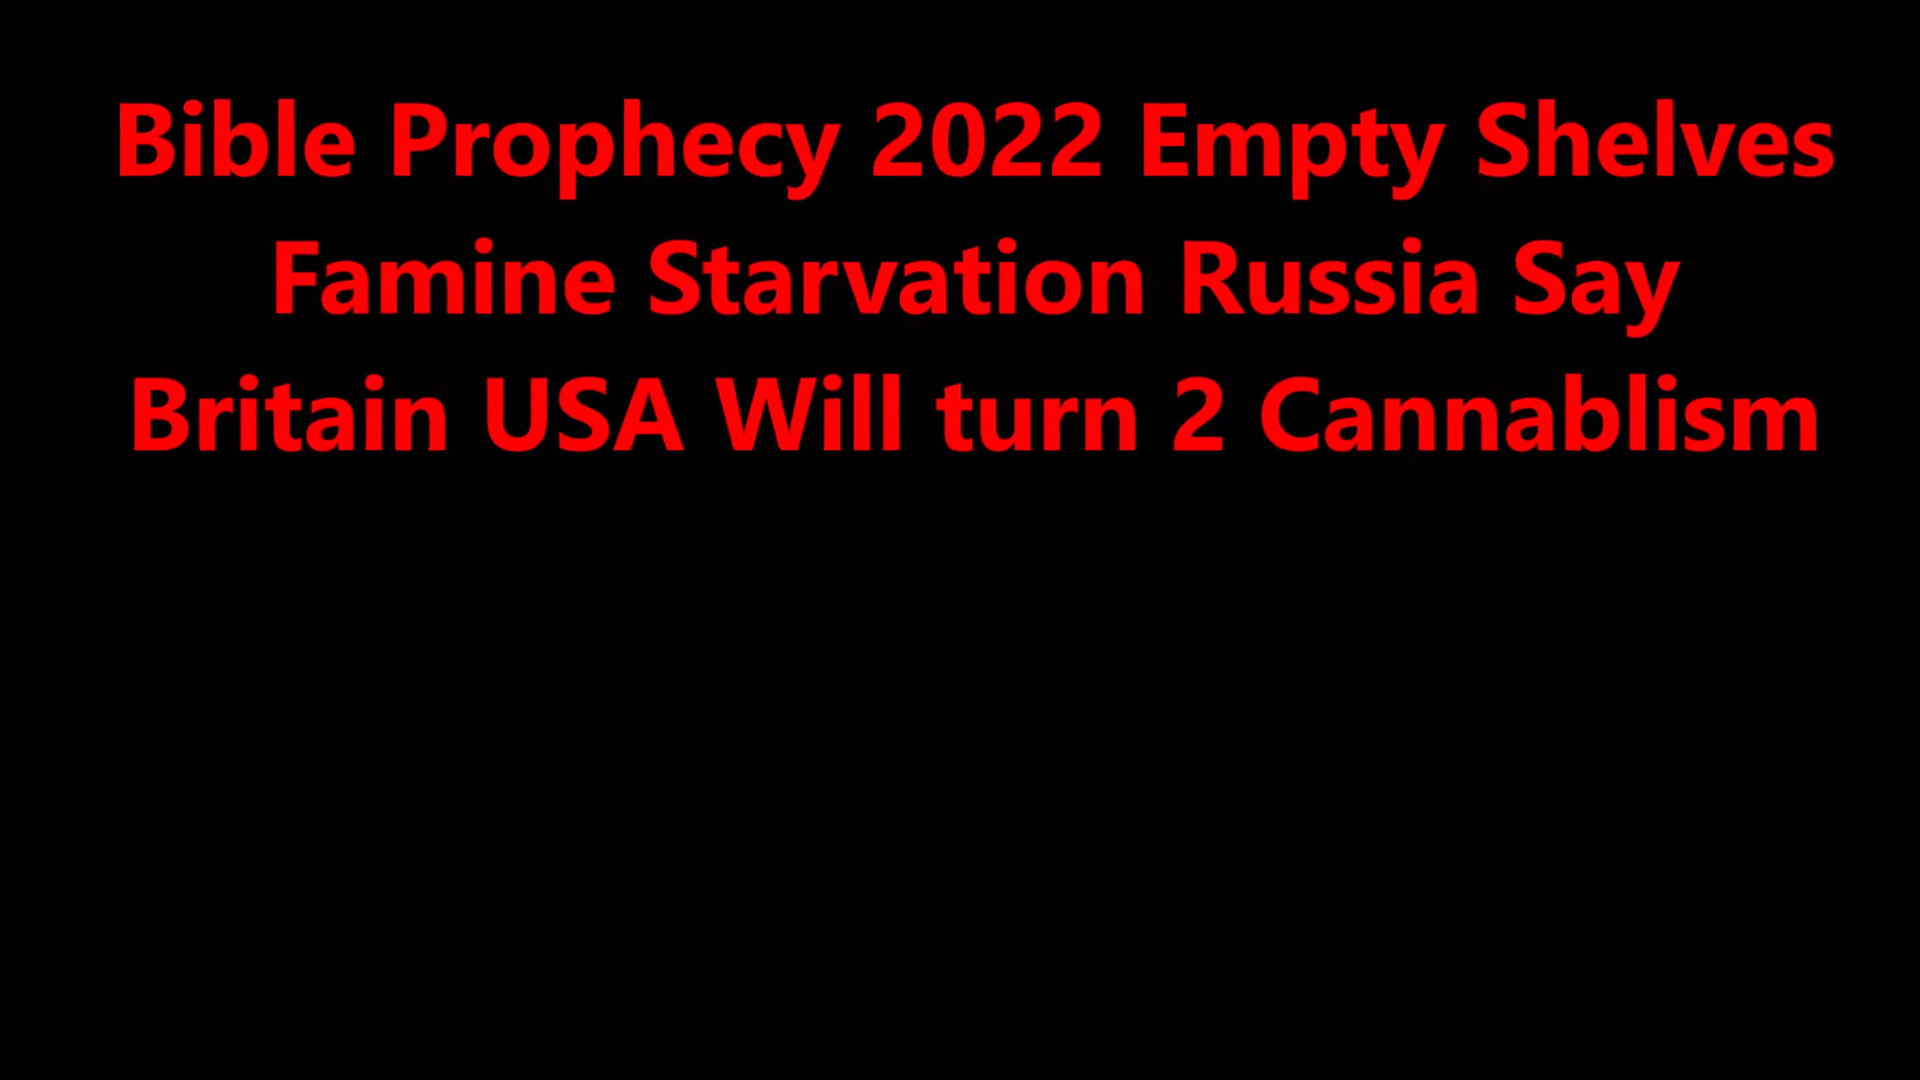 Bible Prophecy 2022 Empty Shelves
Famine Starvation Russia Say
Britain USA Will turn 2 Cannablism